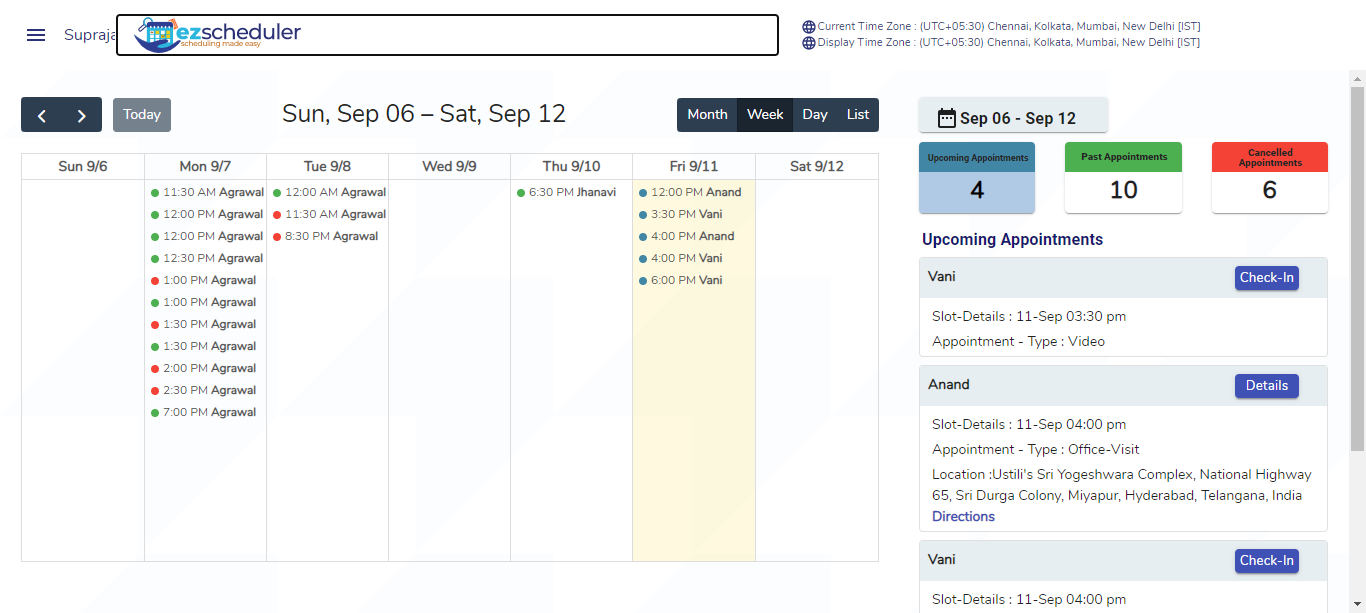 Supraja
ezscheduler
scheduling made easy
Current Time Zone : (UTC+05:30) Chennai, Kolkata, Mumbai, New Delhi [IST]
Display Time Zone : (UTC+05:30) Chennai, Kolkata, Mumbai, New Delhi [IST]
Today
Sun, Sep 06 – Sat, Sep 12
Month Week Day List
Sun 9/6 Mon 9/7 Tue 9/8 Wed 9/9 Thu 9/10 Fri 9/11 Sat 9/12
11:30 AM Agrawal
12:00 PM Agrawal
12:00 PM Agrawal
12:30 PM Agrawal
1:00 PM Agrawal
1:00 PM Agrawal
1:30 PM Agrawal
1:30 PM Agrawal
2:00 PM Agrawal
2:30 PM Agrawal
7:00 PM Agrawal
12:00 AM Agrawal
11:30 AM Agrawal
8:30 PM Agrawal
6:30 PM Jhanavi
12:00 PM Anand
3:30 PM Vani
4:00 PM Anand
4:00 PM Vani
6:00 PM Vani
Sep 06 - Sep 12
Upcoming Appointments
4
Past Appointments
10
Cancelled
Appointments
6
Upcoming Appointments
Vani
Check-In
Slot-Details : 11-Sep 03:30 pm
Appointment - Type : Video
Anand
Details
Slot-Details : 11-Sep 04:00 pm
Appointment - Type : Office-Visit
Location :Ustili's Sri Yogeshwara Complex, National Highway
65, Sri Durga Colony, Miyapur, Hyderabad, Telangana, India
Directions
Vani
Check-In
Slot-Details : 11-Sep 04:00 pm